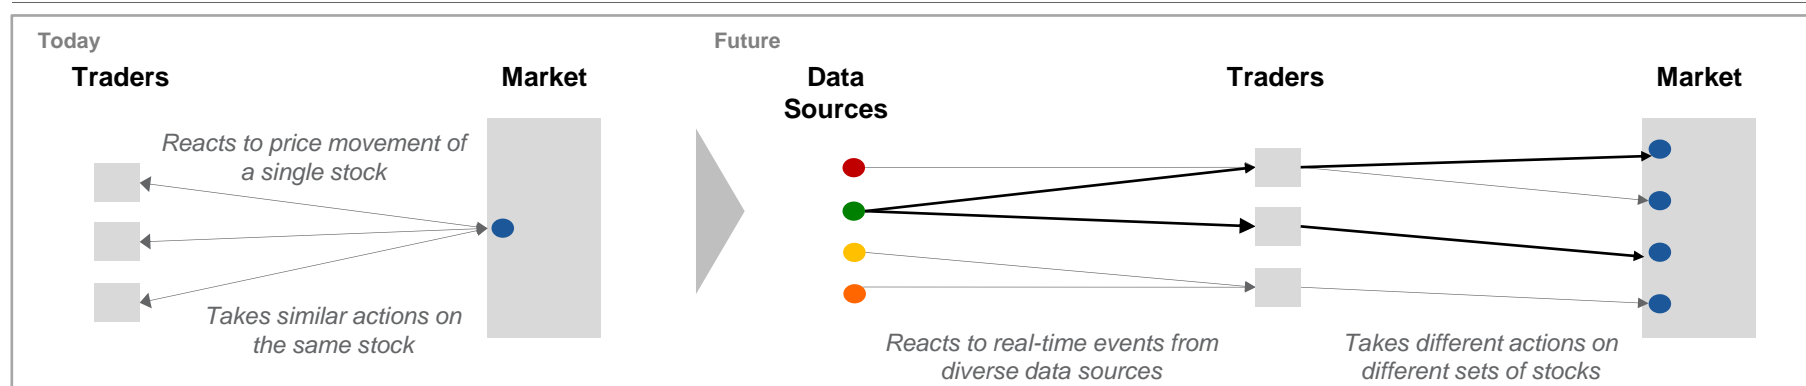 Today
Traders
Market
Reacts to price movement of
a single stock
Takes similar actions on
the same stock
Future
Data
Sources
Traders
Market
Reacts to real-time events from
diverse data sources
Takes different actions on
different sets of stocks